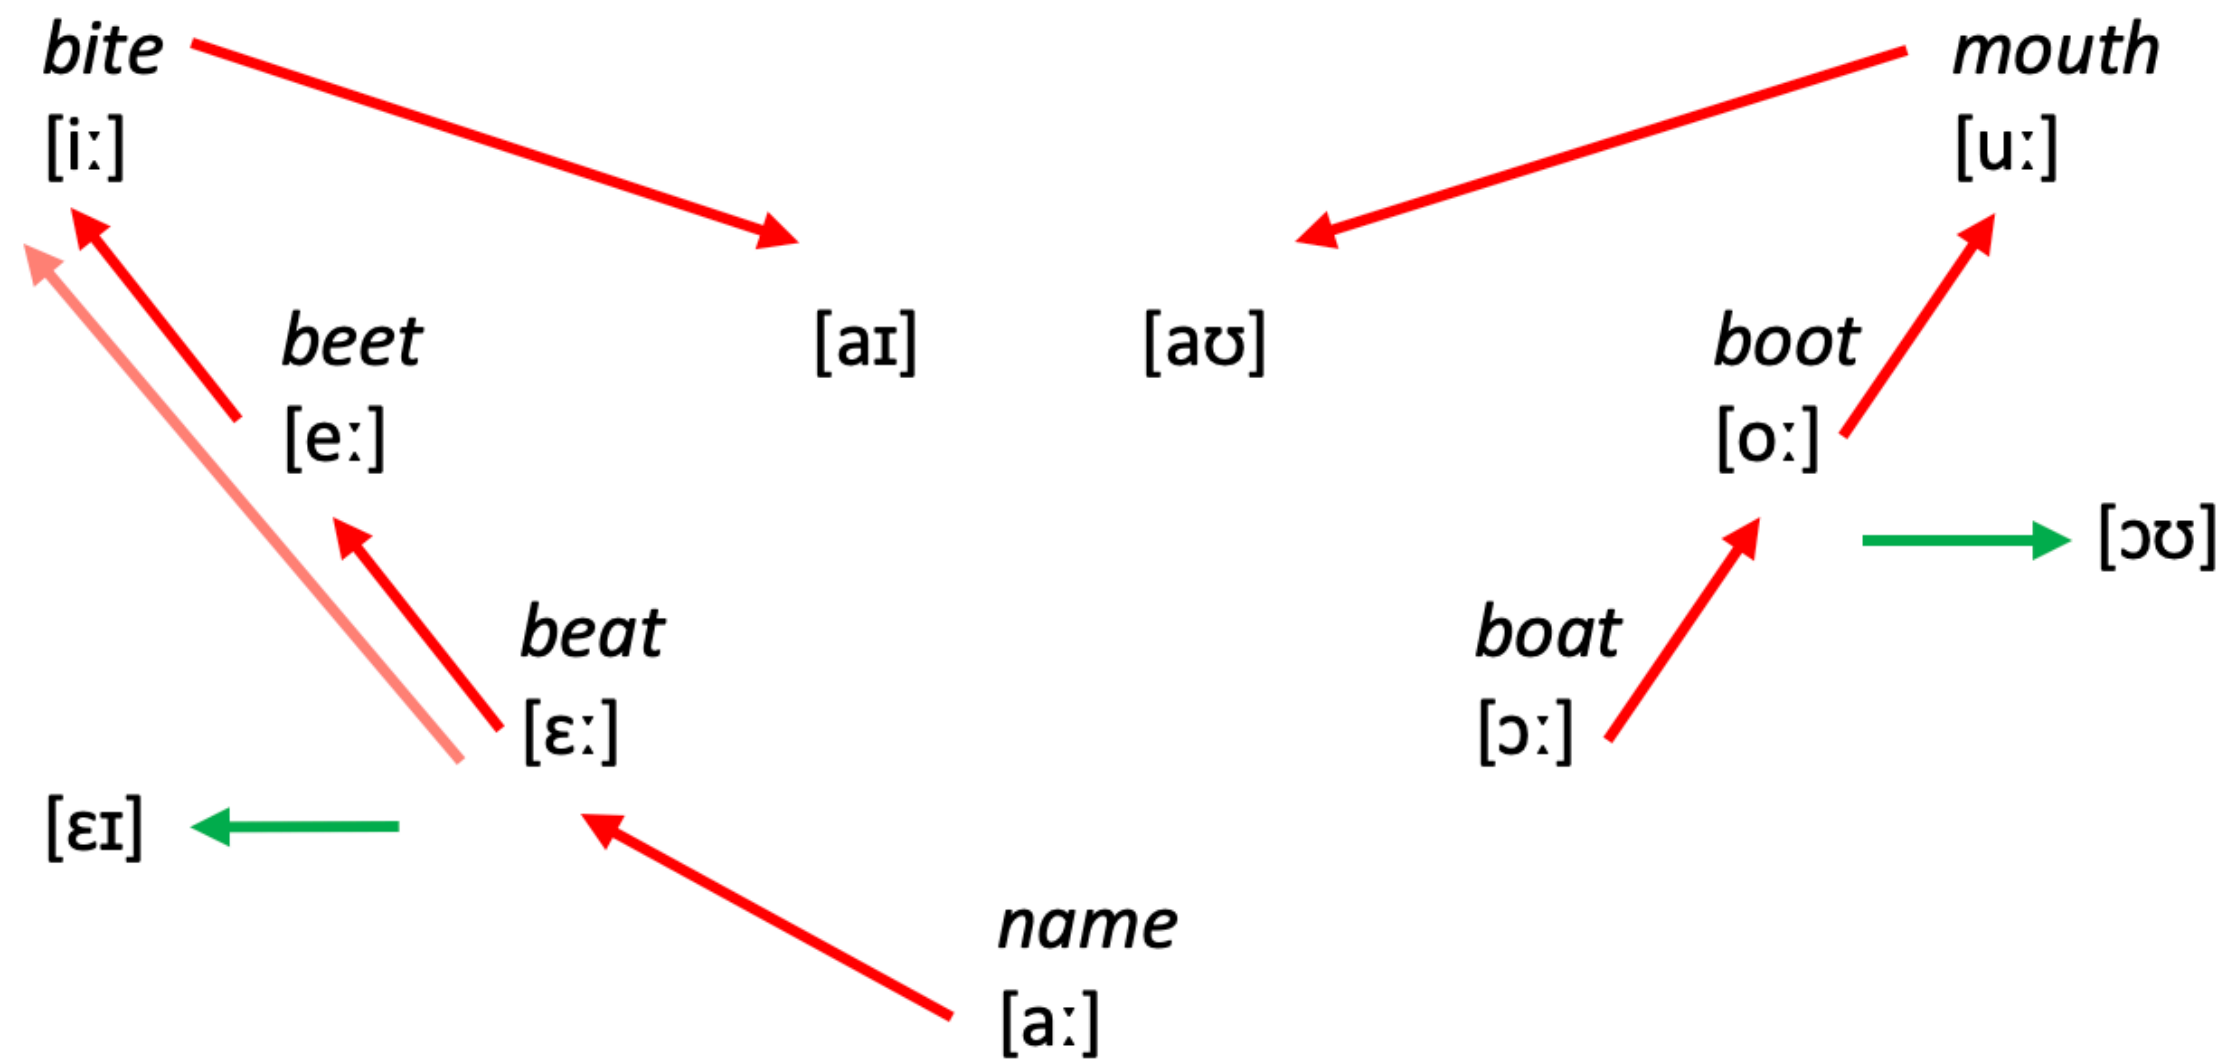 bite
[iː]
mouth
[uː]
beet
[eː]
[aɪ]
[aʊ]
boot
[oː]
[ɔʊ]
beat
[ɛː]
boat
[ɔː]
[ɛɪ]
name
[aː]